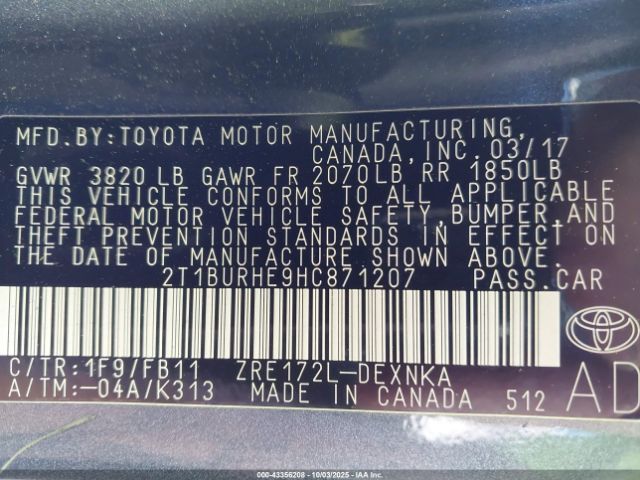 MFD.BY:TOYOTA MOTOR MANUFACTURING,
CANADA,INC. 03/17
GVWR 3820 LB GAWR FR 2070LB RR 1850LB
THIS VEHICLE CONFORMS TO ALL APPLICABLE
FEDERAL MOTOR VEHICLE SAFETY, BUMPER,AND
THEFT PREVENTION STANDARDS IN EFFECT ON
THE DATE OF MANUFACTURE SHOWN ABOVE.
2T1BURHE9HC871207 PASS.CAR
C/TR:1F9/FB11 ZRE172L-DEXNKA
A/TM:-04A/K313 MADE IN CANADA 512 AD
000-43356208 - 10/03/2025 - IAA Inc.